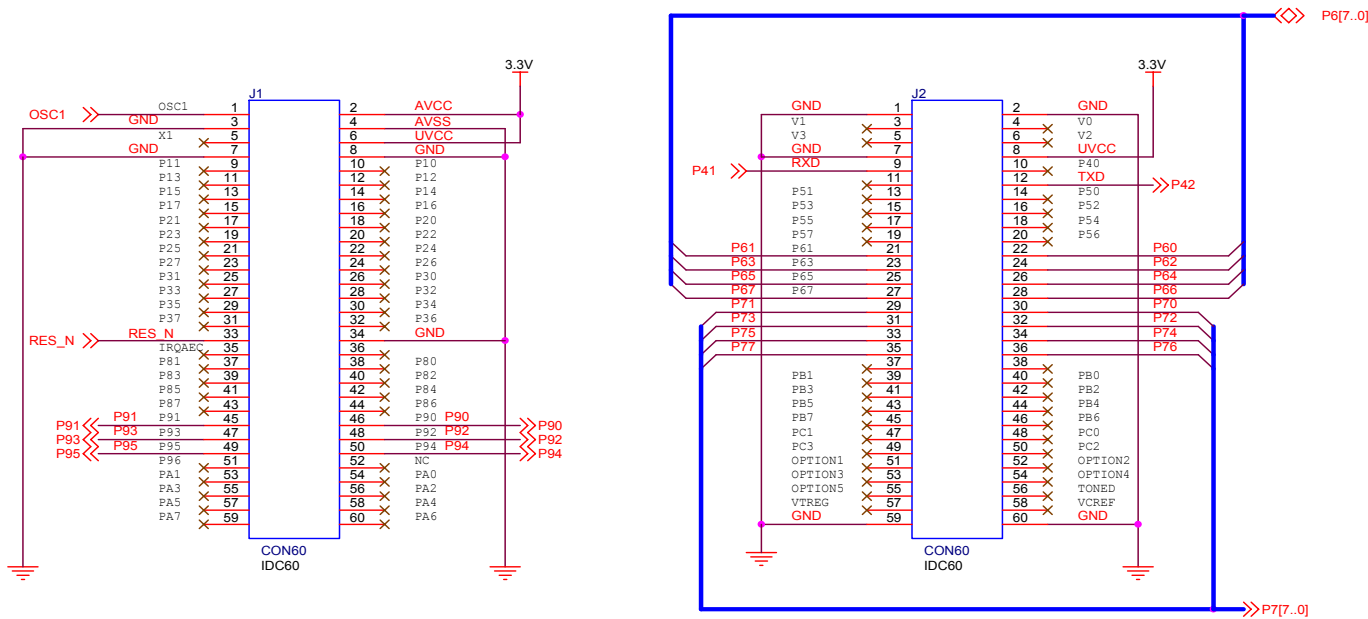 P6[7..0]
3.3V
J1
OSC1 OSC1 1 2 AVCC
GND 3 4 AVSS
X1 5 6 UVCC
GND 7 8 GND
P11 9 10 P10
P13 11 12 P12
P15 13 14 P14
P17 15 16 P16
P21 17 18 P20
P23 19 20 P22
P25 21 22 P24
P27 23 24 P26
P31 25 26 P30
P33 27 28 P32
P35 29 30 P34
P37 31 32 P36
RES_N RES_N 33 34 GND
IRQAEC 35 36
P81 37 38 P80
P83 39 40 P82
P85 41 42 P84
P87 43 44 P86
P91 P91 P91 45 46 P90 P90 P90
P93 P93 P93 47 48 P92 P92 P92
P95 P95 P95 49 50 P94 P94 P94
P96 51 52 NC
PA1 53 54 PA0
PA3 55 56 PA2
PA5 57 58 PA4
PA7 59 60 PA6
CON60
IDC60
3.3V
J2
GND 1 2 GND
V1 3 4 V0
V3 5 6 V2
GND 7 8 UVCC
P41 RXD 9 10 P40
11 12 TXD P42
P51 13 14 P50
P53 15 16 P52
P55 17 18 P54
P57 19 20 P56
P61 P61 21 22 P60
P63 P63 23 24 P62
P65 P65 25 26 P64
P67 P67 27 28 P66
P71 29 30 P70
P73 31 32 P72
P75 33 34 P74
P77 35 36 P76
37 38
PB1 39 40 PB0
PB3 41 42 PB2
PB5 43 44 PB4
PB7 45 46 PB6
PC1 47 48 PC0
PC3 49 50 PC2
OPTION1 51 52 OPTION2
OPTION3 53 54 OPTION4
OPTION5 55 56 TONED
VTREG 57 58 VCREF
GND 59 60 GND
CON60
IDC60
P7[7..0]